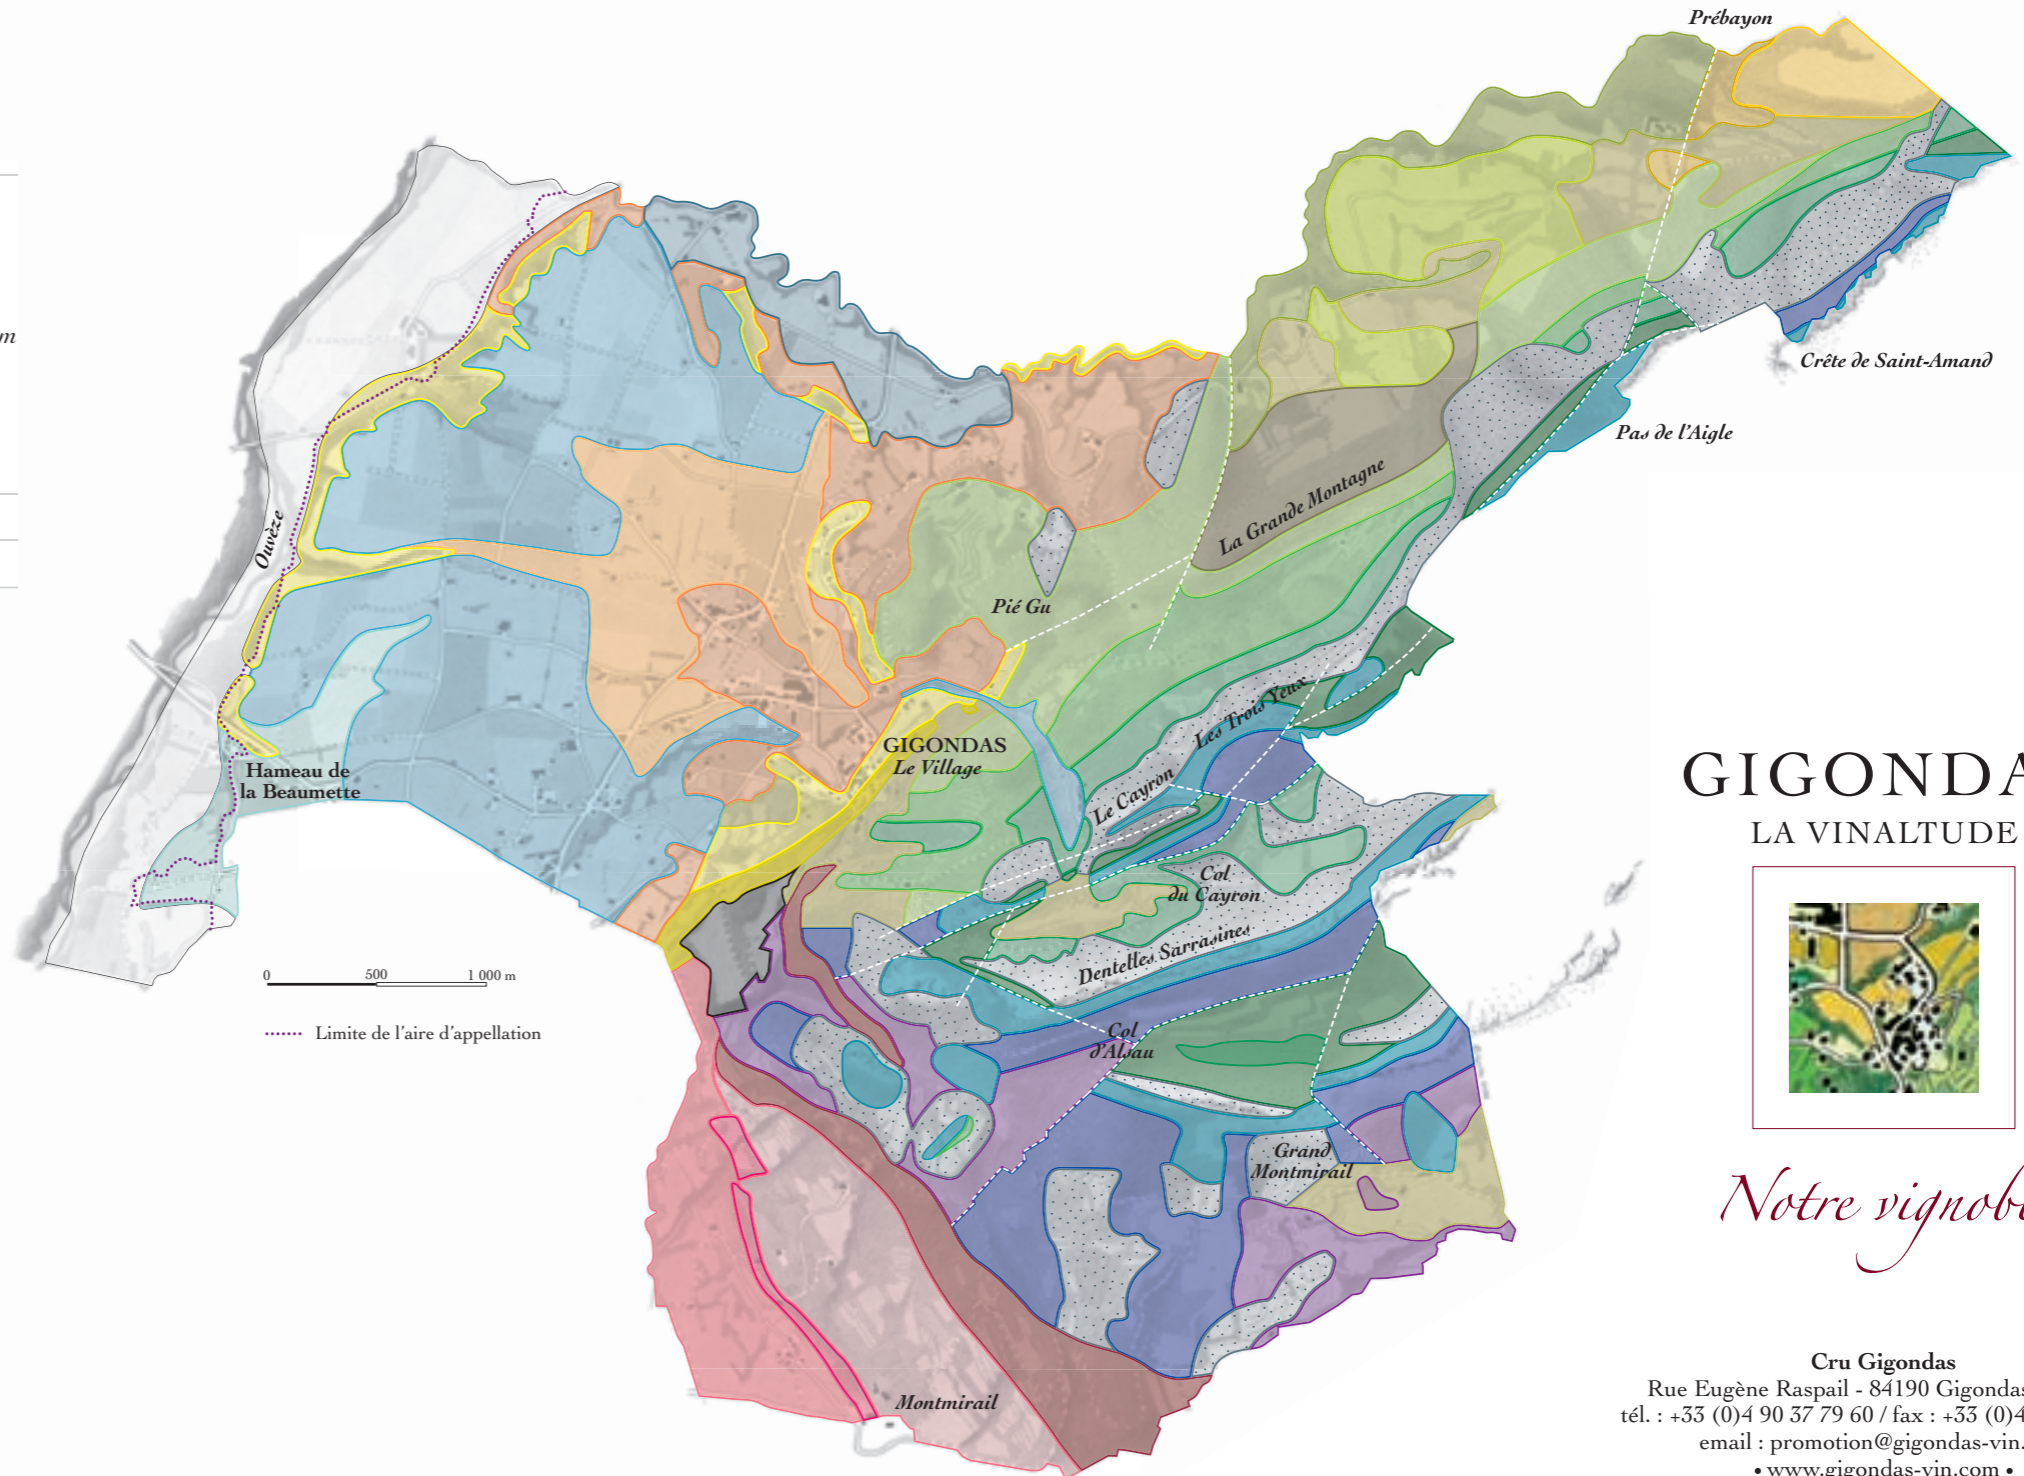 Prébayon
m
Crête de Saint-Amand
Pas de l'Aigle
La Grande Montagne
Ouvèze
Pié Gu
Les Trois Yeux
GIGONDAS
Le Village
Hameau de
la Beaumette
Le Cayron
Col
du Cayron
Dentelles Sarrasines
0 500 1 000 m
Limite de l'aire d'appellation
Col
d'Alsau
Grand
Montmirail
Montmirail
GIGONDA
LA VINALTUDE
Notre vignob
Cru Gigondas
Rue Eugène Raspail - 84190 Gigondas
tél. : +33 (0)4 90 37 79 60 / fax : +33 (0)4
email : promotion@gigondas-vin.
• www.gigondas-vin.com •